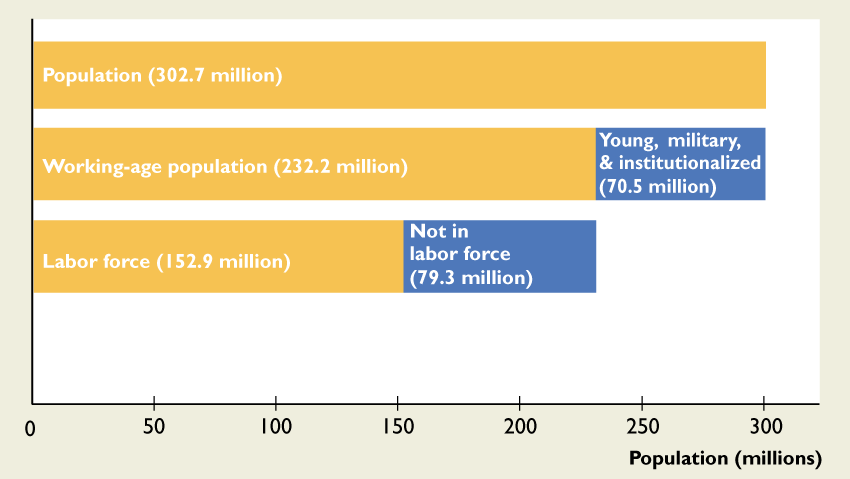 Population (302.7 million)
Working-age population (232.2 million)
Young, military,
& institutionalized
(70.5 million)
Labor force (152.9 million)
Not in
labor force
(79.3 million)
0 50 100 150 200 250 300
Population (millions)